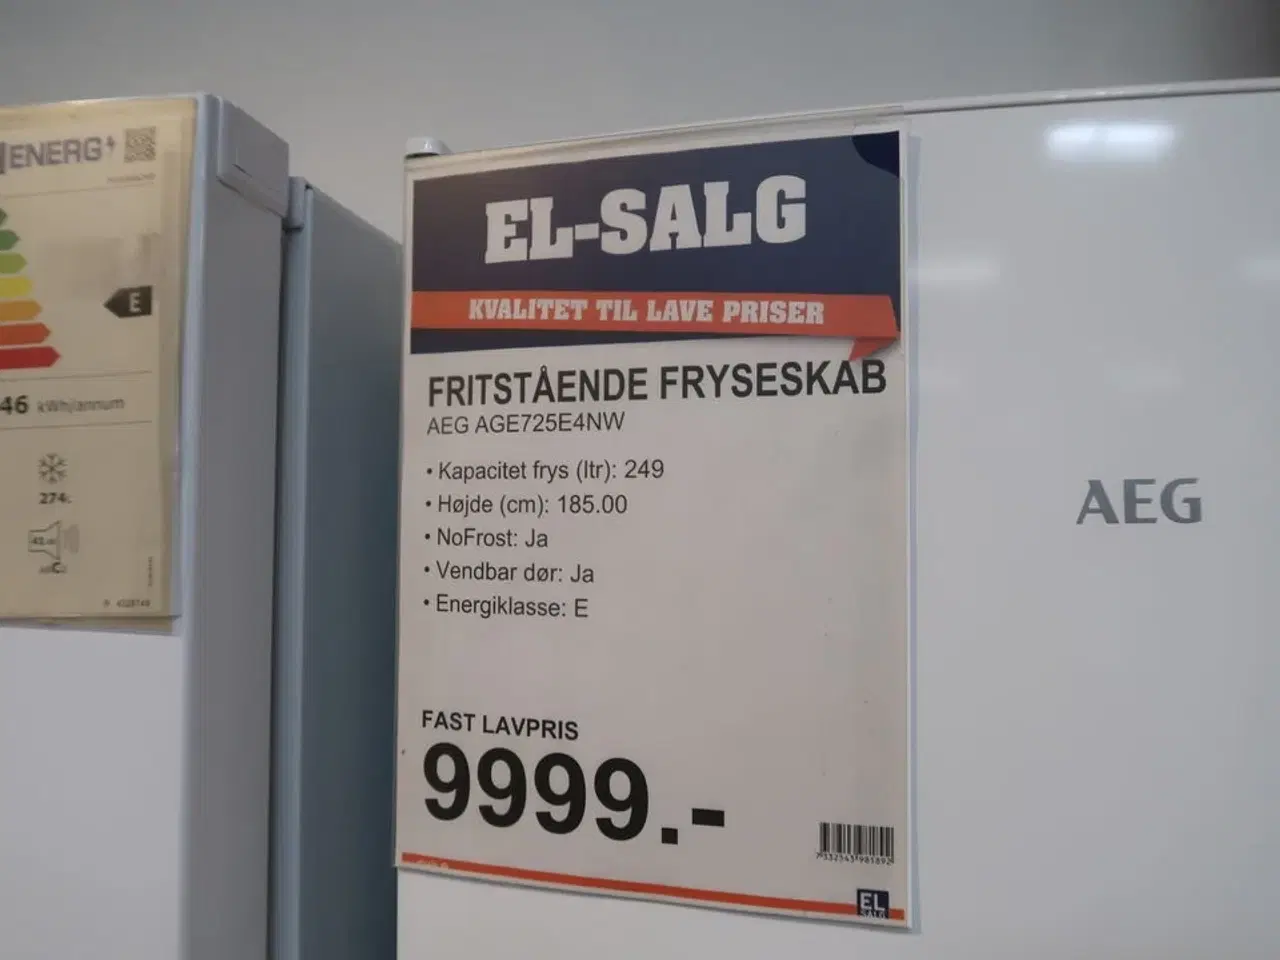 ENERG
E
46 kWh/annum
274
EL-SALG
KVALITET TIL LAVE PRISER
FRITSTÅENDE FRYSESKAB
AEG AGE725E4NW
• Kapacitet frys (ltr): 249
• Højde (cm): 185.00
• NoFrost: Ja
• Vendbar dør: Ja
• Energiklasse: E
FAST LAVPRIS
9999.-
7332543985892
EL
SALG
AEG